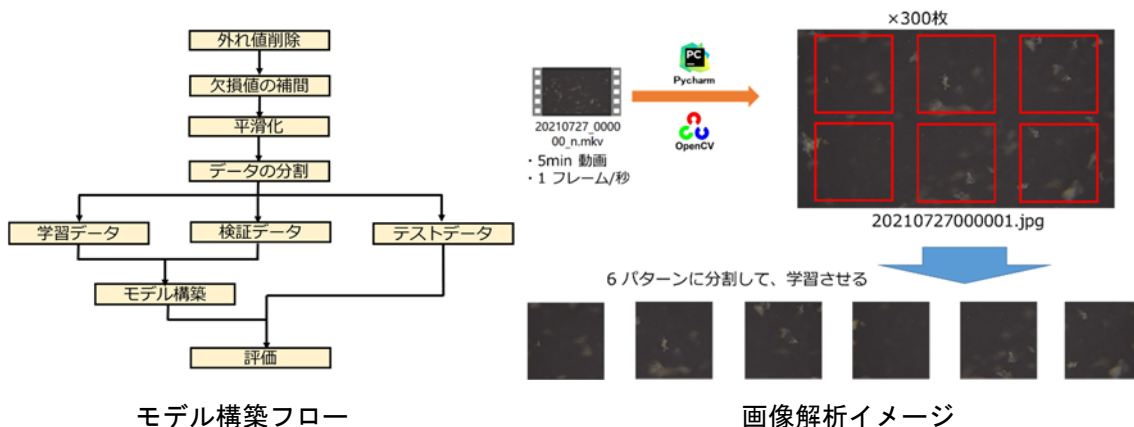 外れ値削除
欠損値の補間
平滑化
データの分割
学習データ
検証データ
テストデータ
モデル構築
評価
モデル構築フロー
×300枚
PC
Pycharm
OpenCV
20210727_0000
00_n.mkv
・5min 動画
・1 フレーム/秒
20210727000001.jpg
6 パターンに分割して、学習させる
画像解析イメージ